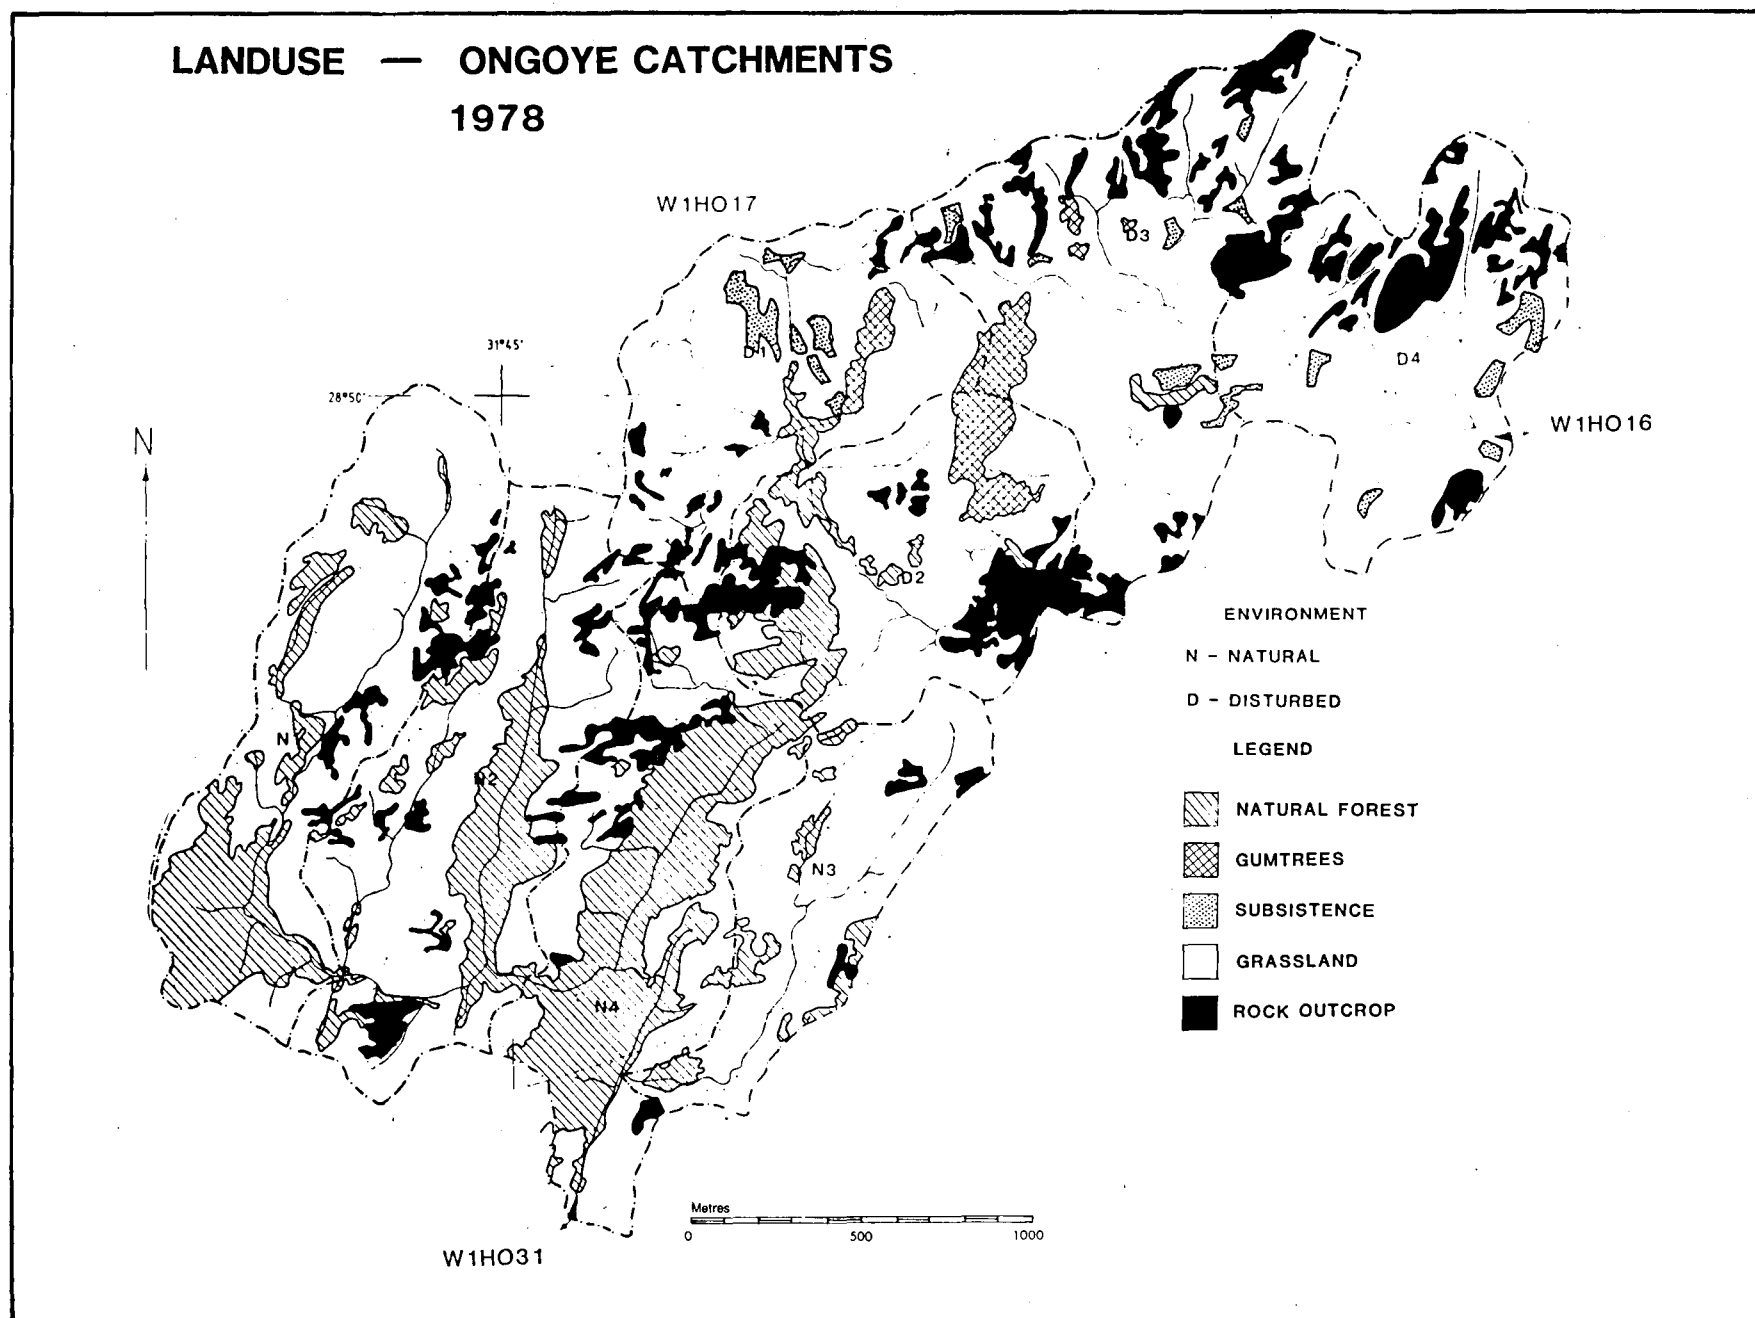 LANDUSE — ONGOYE CATCHMENTS
1978
W1HO17
D3
31°45'
D1
D4
28°50'
W1HO16
N
D2
ENVIRONMENT
N – NATURAL
D – DISTURBED
N
LEGEND
N2
NATURAL FOREST
GUMTREES
N3
SUBSISTENCE
GRASSLAND
N4
ROCK OUTCROP
Metres
0 500 1000
W1HO31